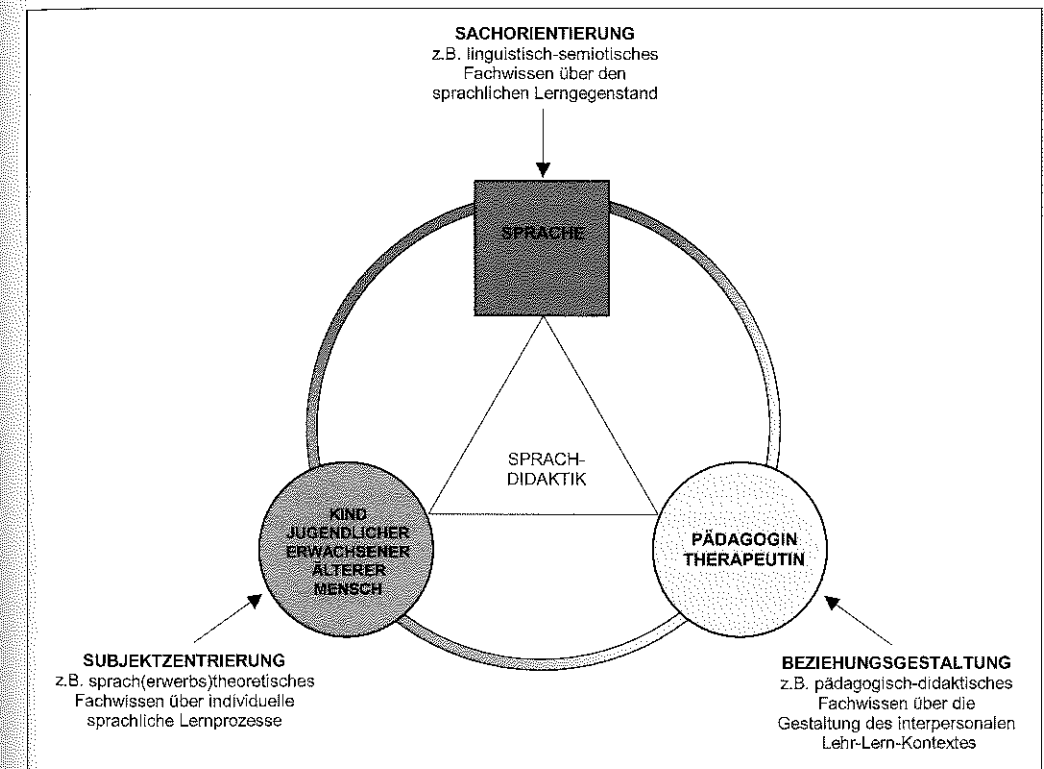 SACHORIENTIERUNG
z.B. linguistisch-semiotisches
Fachwissen über den
sprachlichen Lerngegenstand
SPRACHE
SPRACH-
DIDAKTIK
KIND
JUGENDLICHER
ERWACHSENER
ÄLTERER
MENSCH
PÄDAGOGIN
THERAPEUTIN
SUBJEKTZENTRIERUNG
z.B. sprach(erwerbs)theoretisches
Fachwissen über individuelle
sprachliche Lernprozesse
BEZIEHUNGSGESTALTUNG
z.B. pädagogisch-didaktisches
Fachwissen über die
Gestaltung des interpersonalen
Lehr-Lern-Kontextes